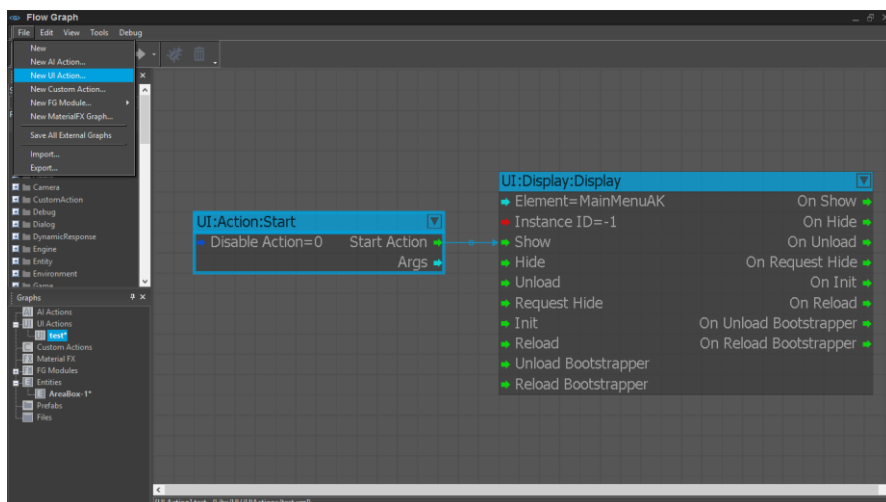 Flow Graph
File Edit View Tools Debug
New
New AI Action...
New UI Action...
New Custom Action...
New FG Module...
New MaterialFX Graph...
Save All External Graphs
Import...
Export...
Camera
CustomAction
Debug
Dialog
DynamicResponse
Engine
Entity
Environment
Game
Graphs
AI Actions
UI Actions
test*
Custom Actions
Material FX
FG Modules
Entities
AreaBox-1*
Prefabs
Files
UI:Action:Start
Disable Action=0 Start Action
Args
UI:Display:Display
Element=MainMenuAK On Show
Instance ID=-1 On Hide
Show On Unload
Hide On Request Hide
Unload On Init
Request Hide On Reload
Init On Unload Bootstrapper
Reload On Reload Bootstrapper
Unload Bootstrapper
Reload Bootstrapper